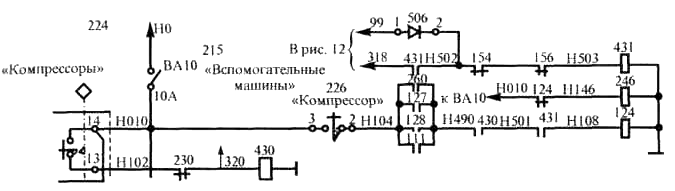 224
Н0
99 1 506 2
215
В рис. 12
ВА10
«Вспомогательные
машины»
318 431 Н502 154 156 Н503 431
«Компрессоры»
226
«Компрессор»
260
127
к ВА10
Н010 124 Н146 246
10А
14 Н010 3 2 Н104 128 Н490 430 Н501 431 Н108 124
111
13 Н102 230 320 430